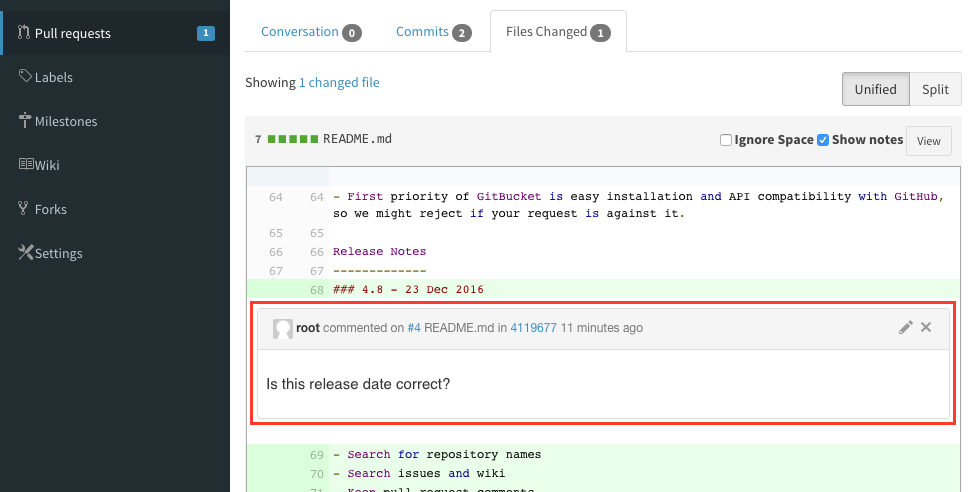 Pull requests 1
Labels
Milestones
Wiki
Forks
Settings
Conversation 0 Commits 2 Files Changed 1
Showing 1 changed file
Unified Split
7 README.md Ignore Space Show notes View
64 64 - First priority of GitBucket is easy installation and API compatibility with GitHub,
so we might reject if your request is against it.
65 65
66 66 Release Notes
67 67 -------------
68 ### 4.8 - 23 Dec 2016
root commented on #4 README.md in 4119677 11 minutes ago
Is this release date correct?
69 - Search for repository names
70 - Search issues and wiki
71 - Keep pull request comments